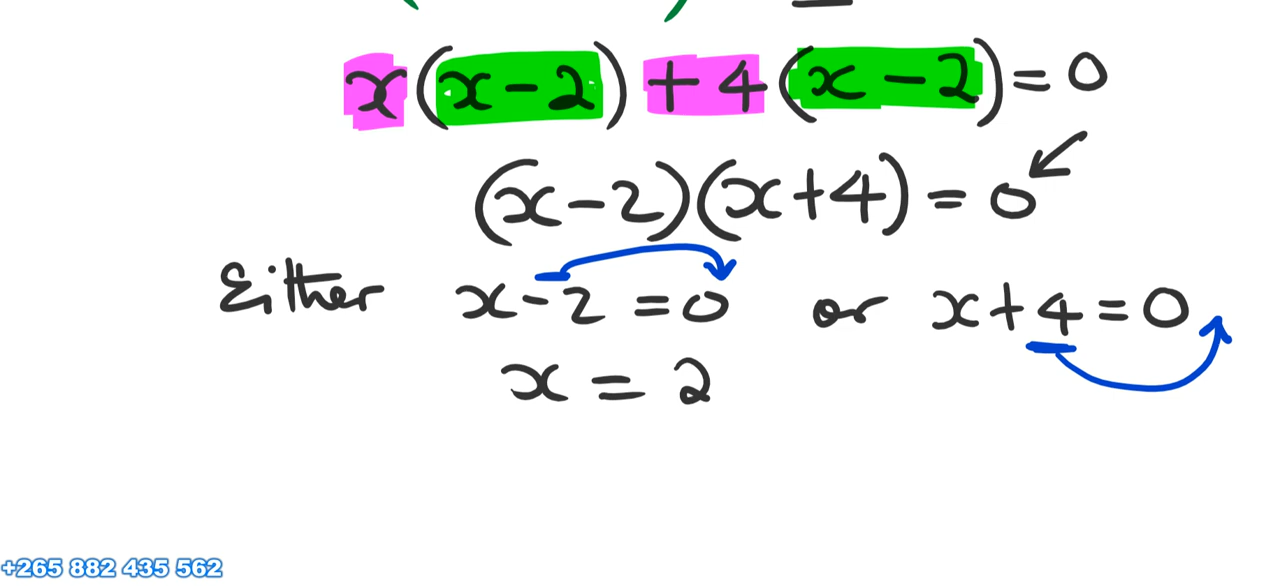 x(x-2)+4(x-2)=0
(x-2)(x+4)=0
Either x-2=0 or x+4=0
x=2
+265 882 435 562